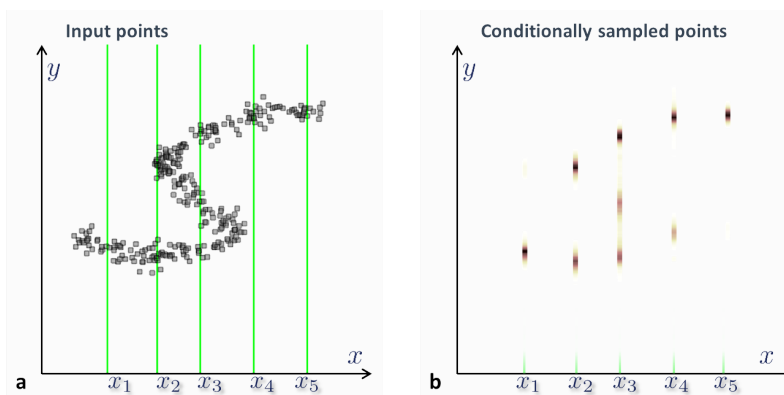 Input points
y
x
a
x1 x2 x3 x4 x5
Conditionally sampled points
y
x
b
x1 x2 x3 x4 x5